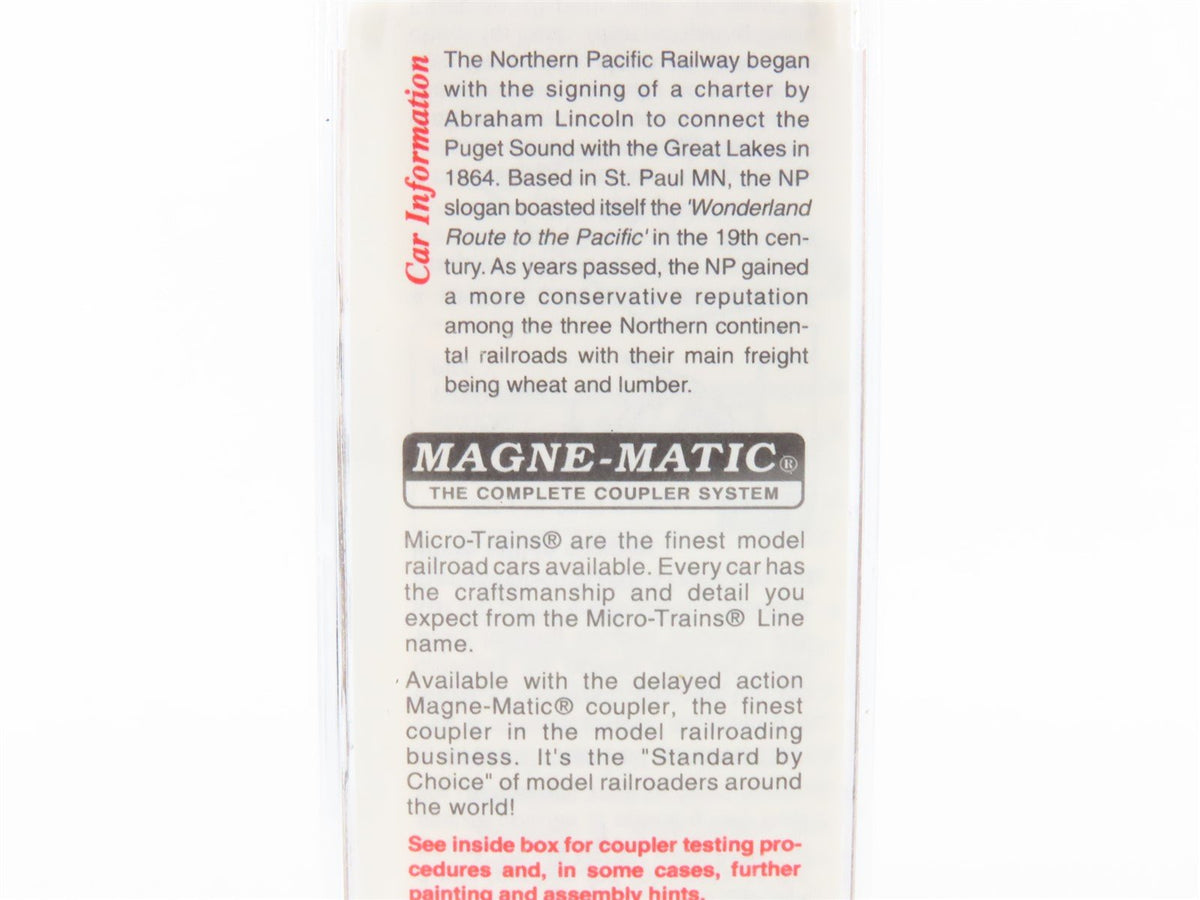 Car Information
The Northern Pacific Railway began
with the signing of a charter by
Abraham Lincoln to connect the
Puget Sound with the Great Lakes in
1864. Based in St. Paul MN, the NP
slogan boasted itself the 'Wonderland
Route to the Pacific' in the 19th cen-
tury. As years passed, the NP gained
a more conservative reputation
among the three Northern continen-
tal railroads with their main freight
being wheat and lumber.
MAGNE-MATIC®
THE COMPLETE COUPLER SYSTEM
Micro-Trains® are the finest model
railroad cars available. Every car has
the craftsmanship and detail you
expect from the Micro-Trains® Line
name.
Available with the delayed action
Magne-Matic® coupler, the finest
coupler in the model railroading
business. It's the "Standard by
Choice" of model railroaders around
the world!
See inside box for coupler testing pro-
cedures and, in some cases, further
painting and assembly hints.